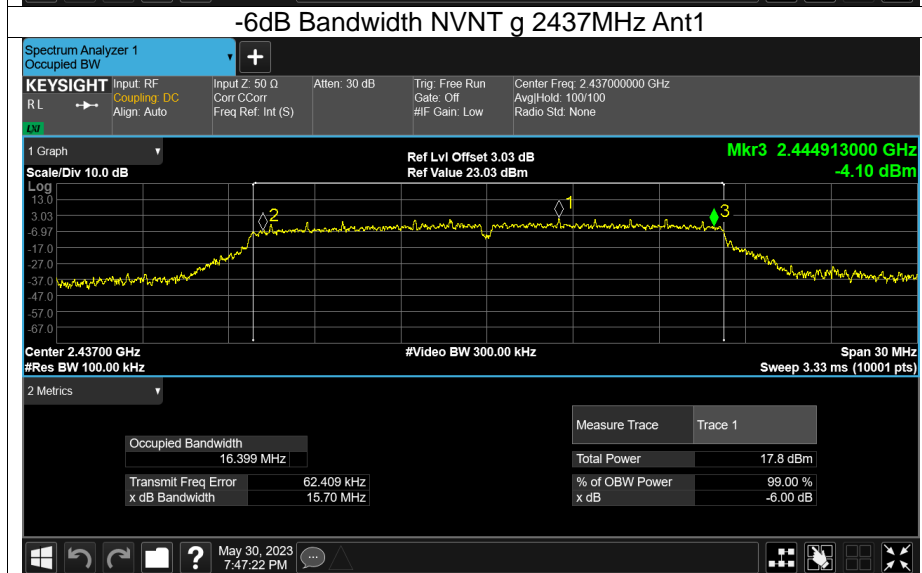 -6dB Bandwidth NVNT g 2437MHz Ant1
Spectrum Analyzer 1
Occupied BW
+
KEYSIGHT Input: RF Input Z: 50 Ω Atten: 30 dB Trig: Free Run Center Freq: 2.437000000 GHz
RL Coupling: DC Corr CCorr Gate: Off Avg|Hold: 100/100
Align: Auto Freq Ref: Int (S) #IF Gain: Low Radio Std: None
LXI
1 Graph Ref Lvl Offset 3.03 dB Mkr3 2.444913000 GHz
Scale/Div 10.0 dB Ref Value 23.03 dBm -4.10 dBm
Log
13.0
3.03
-6.97
-17.0
-27.0
-37.0
-47.0
-57.0
-67.0
2 1 3
Center 2.43700 GHz #Video BW 300.00 kHz Span 30 MHz
#Res BW 100.00 kHz Sweep 3.33 ms (10001 pts)
2 Metrics
Measure Trace Trace 1
Occupied Bandwidth
16.399 MHz Total Power 17.8 dBm
Transmit Freq Error 62.409 kHz % of OBW Power 99.00 %
x dB Bandwidth 15.70 MHz x dB -6.00 dB
? May 30, 2023
7:47:22 PM